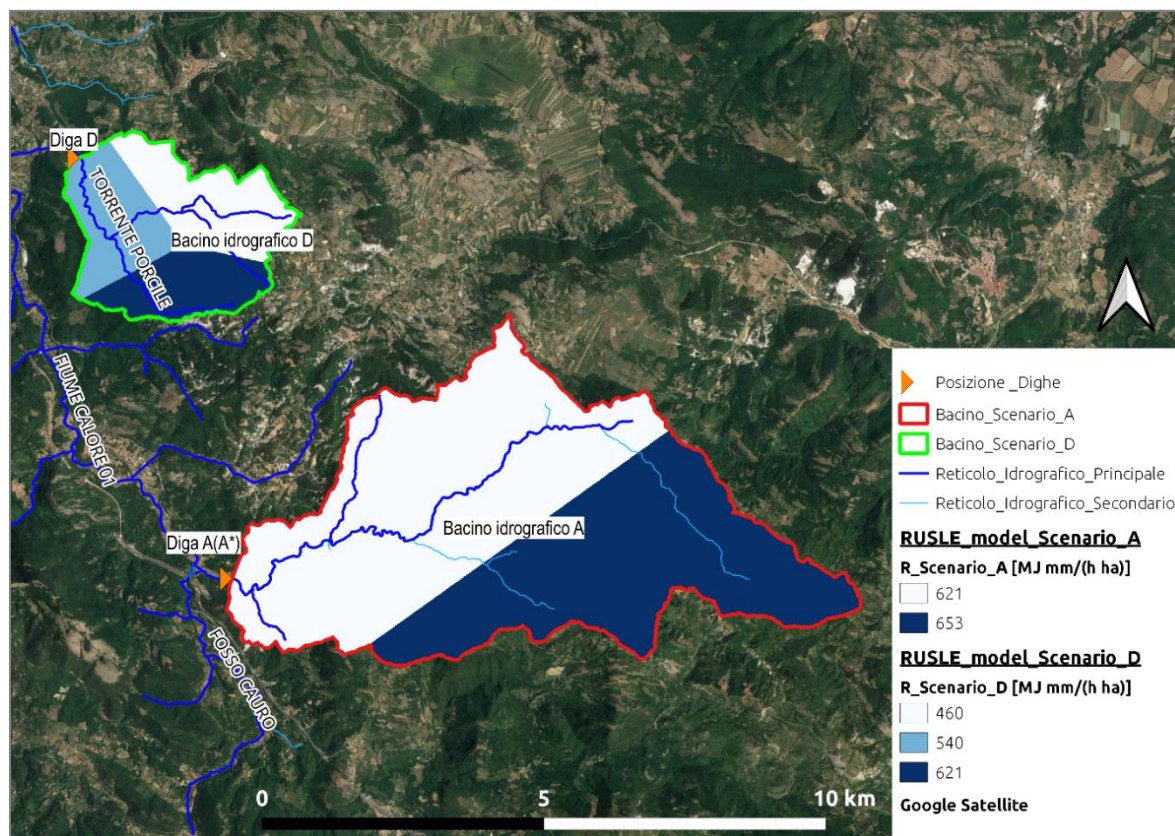 Diga D
TORRENTE PORCILE
Bacino idrografico D
FIUME CALORE 01
Diga A(A*)
Bacino idrografico A
FOSSO CAURO
Posizione _Dighe
Bacino_Scenario_A
Bacino_Scenario_D
Reticolo_Idrografico_Principale
Reticolo_Idrografico_Secondario
RUSLE_model_Scenario_A
R_Scenario_A [MJ mm/(h ha)]
621
653
RUSLE_model_Scenario_D
R_Scenario_D [MJ mm/(h ha)]
460
540
621
Google Satellite
0 5 10 km